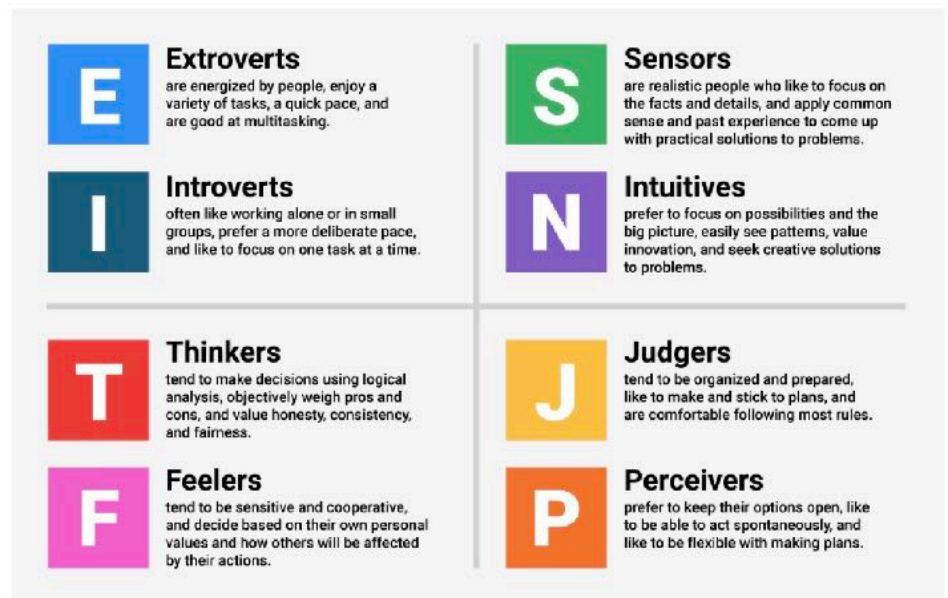 E
Extroverts
are energized by people, enjoy a
variety of tasks, a quick pace, and
are good at multitasking.
I
Introverts
often like working alone or in small
groups, prefer a more deliberate pace,
and like to focus on one task at a time.
S
Sensors
are realistic people who like to focus on
the facts and details, and apply common
sense and past experience to come up
with practical solutions to problems.
N
Intuitives
prefer to focus on possibilities and the
big picture, easily see patterns, value
innovation, and seek creative solutions
to problems.
T
Thinkers
tend to make decisions using logical
analysis, objectively weigh pros and
cons, and value honesty, consistency,
and fairness.
F
Feelers
tend to be sensitive and cooperative,
and decide based on their own personal
values and how others will be affected
by their actions.
J
Judgers
tend to be organized and prepared,
like to make and stick to plans, and
are comfortable following most rules.
P
Perceivers
prefer to keep their options open, like
to be able to act spontaneously, and
like to be flexible with making plans.